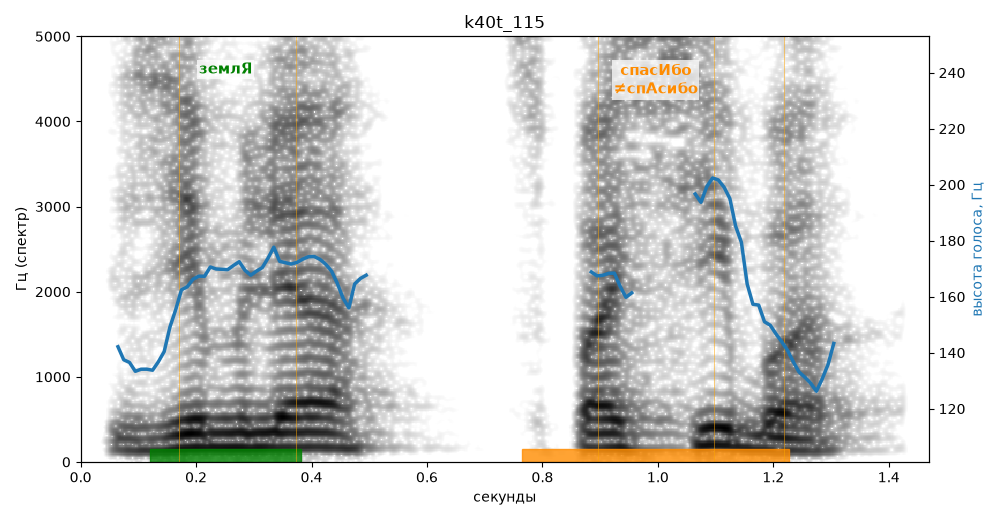 k40t_115
землЯ
спасИбо
≠спАсибо
Гц (спектр)
5000
4000
3000
2000
1000
0
240
220
200
180
160
140
120
высота голоса, Гц
0.0 0.2 0.4 0.6 0.8 1.0 1.2 1.4
секунды